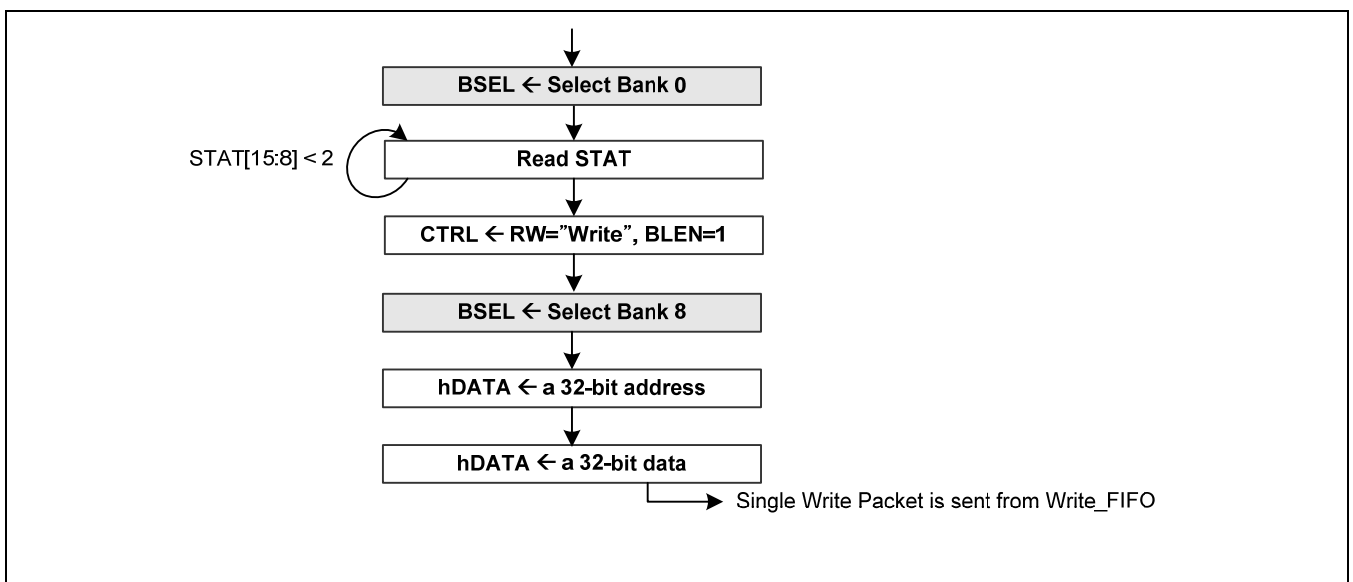 BSEL ← Select Bank 0
STAT[15:8] < 2
Read STAT
CTRL ← RW=”Write”, BLEN=1
BSEL ← Select Bank 8
hDATA ← a 32-bit address
hDATA ← a 32-bit data
Single Write Packet is sent from Write_FIFO